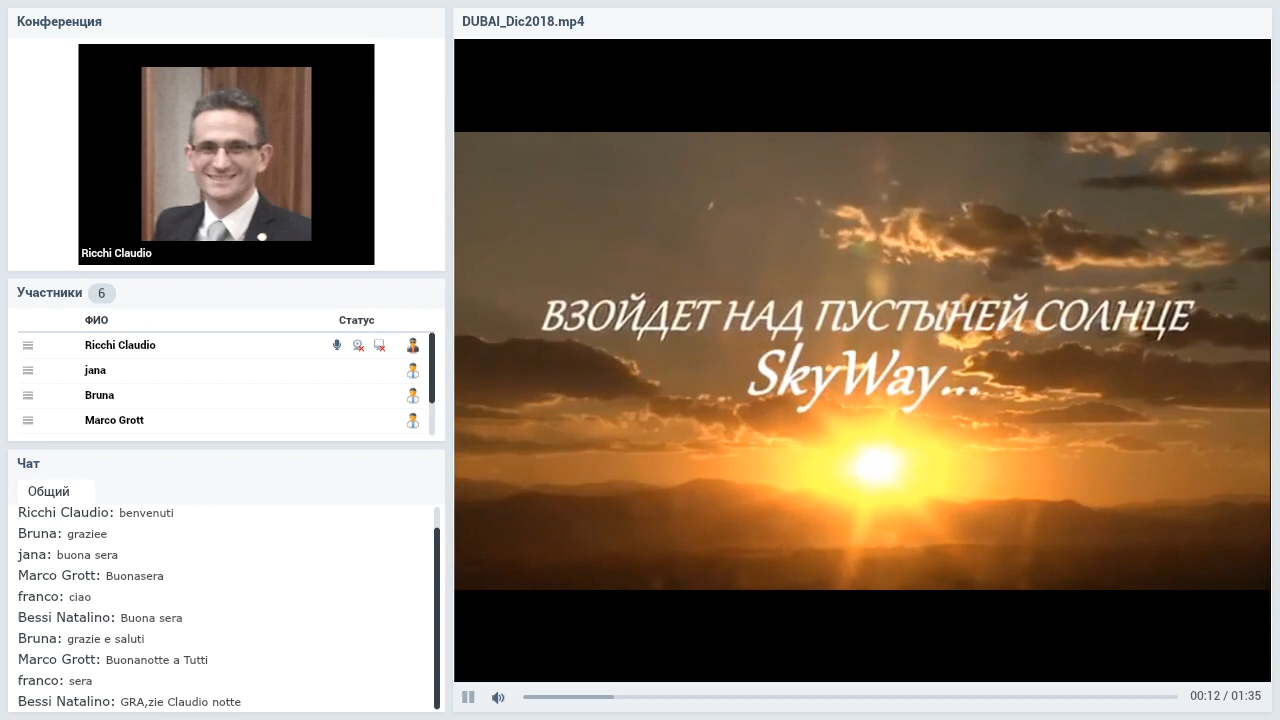 Конференция
Ricchi Claudio
Участники 6
ФИО Статус
Ricchi Claudio
jana
Bruna
Marco Grott
Чат
Общий
Ricchi Claudio: benvenuti
Bruna: graziee
jana: buona sera
Marco Grott: Buonasera
franco: ciao
Bessi Natalino: Buona sera
Bruna: grazie e saluti
Marco Grott: Buonanotte a Tutti
franco: sera
Bessi Natalino: GRA,zie Claudio notte
DUBAI_Dic2018.mp4
ВЗОЙДЕТ НАД ПУСТЫНЕЙ СОЛНЦЕ
SkyWay...
00:12 / 01:35